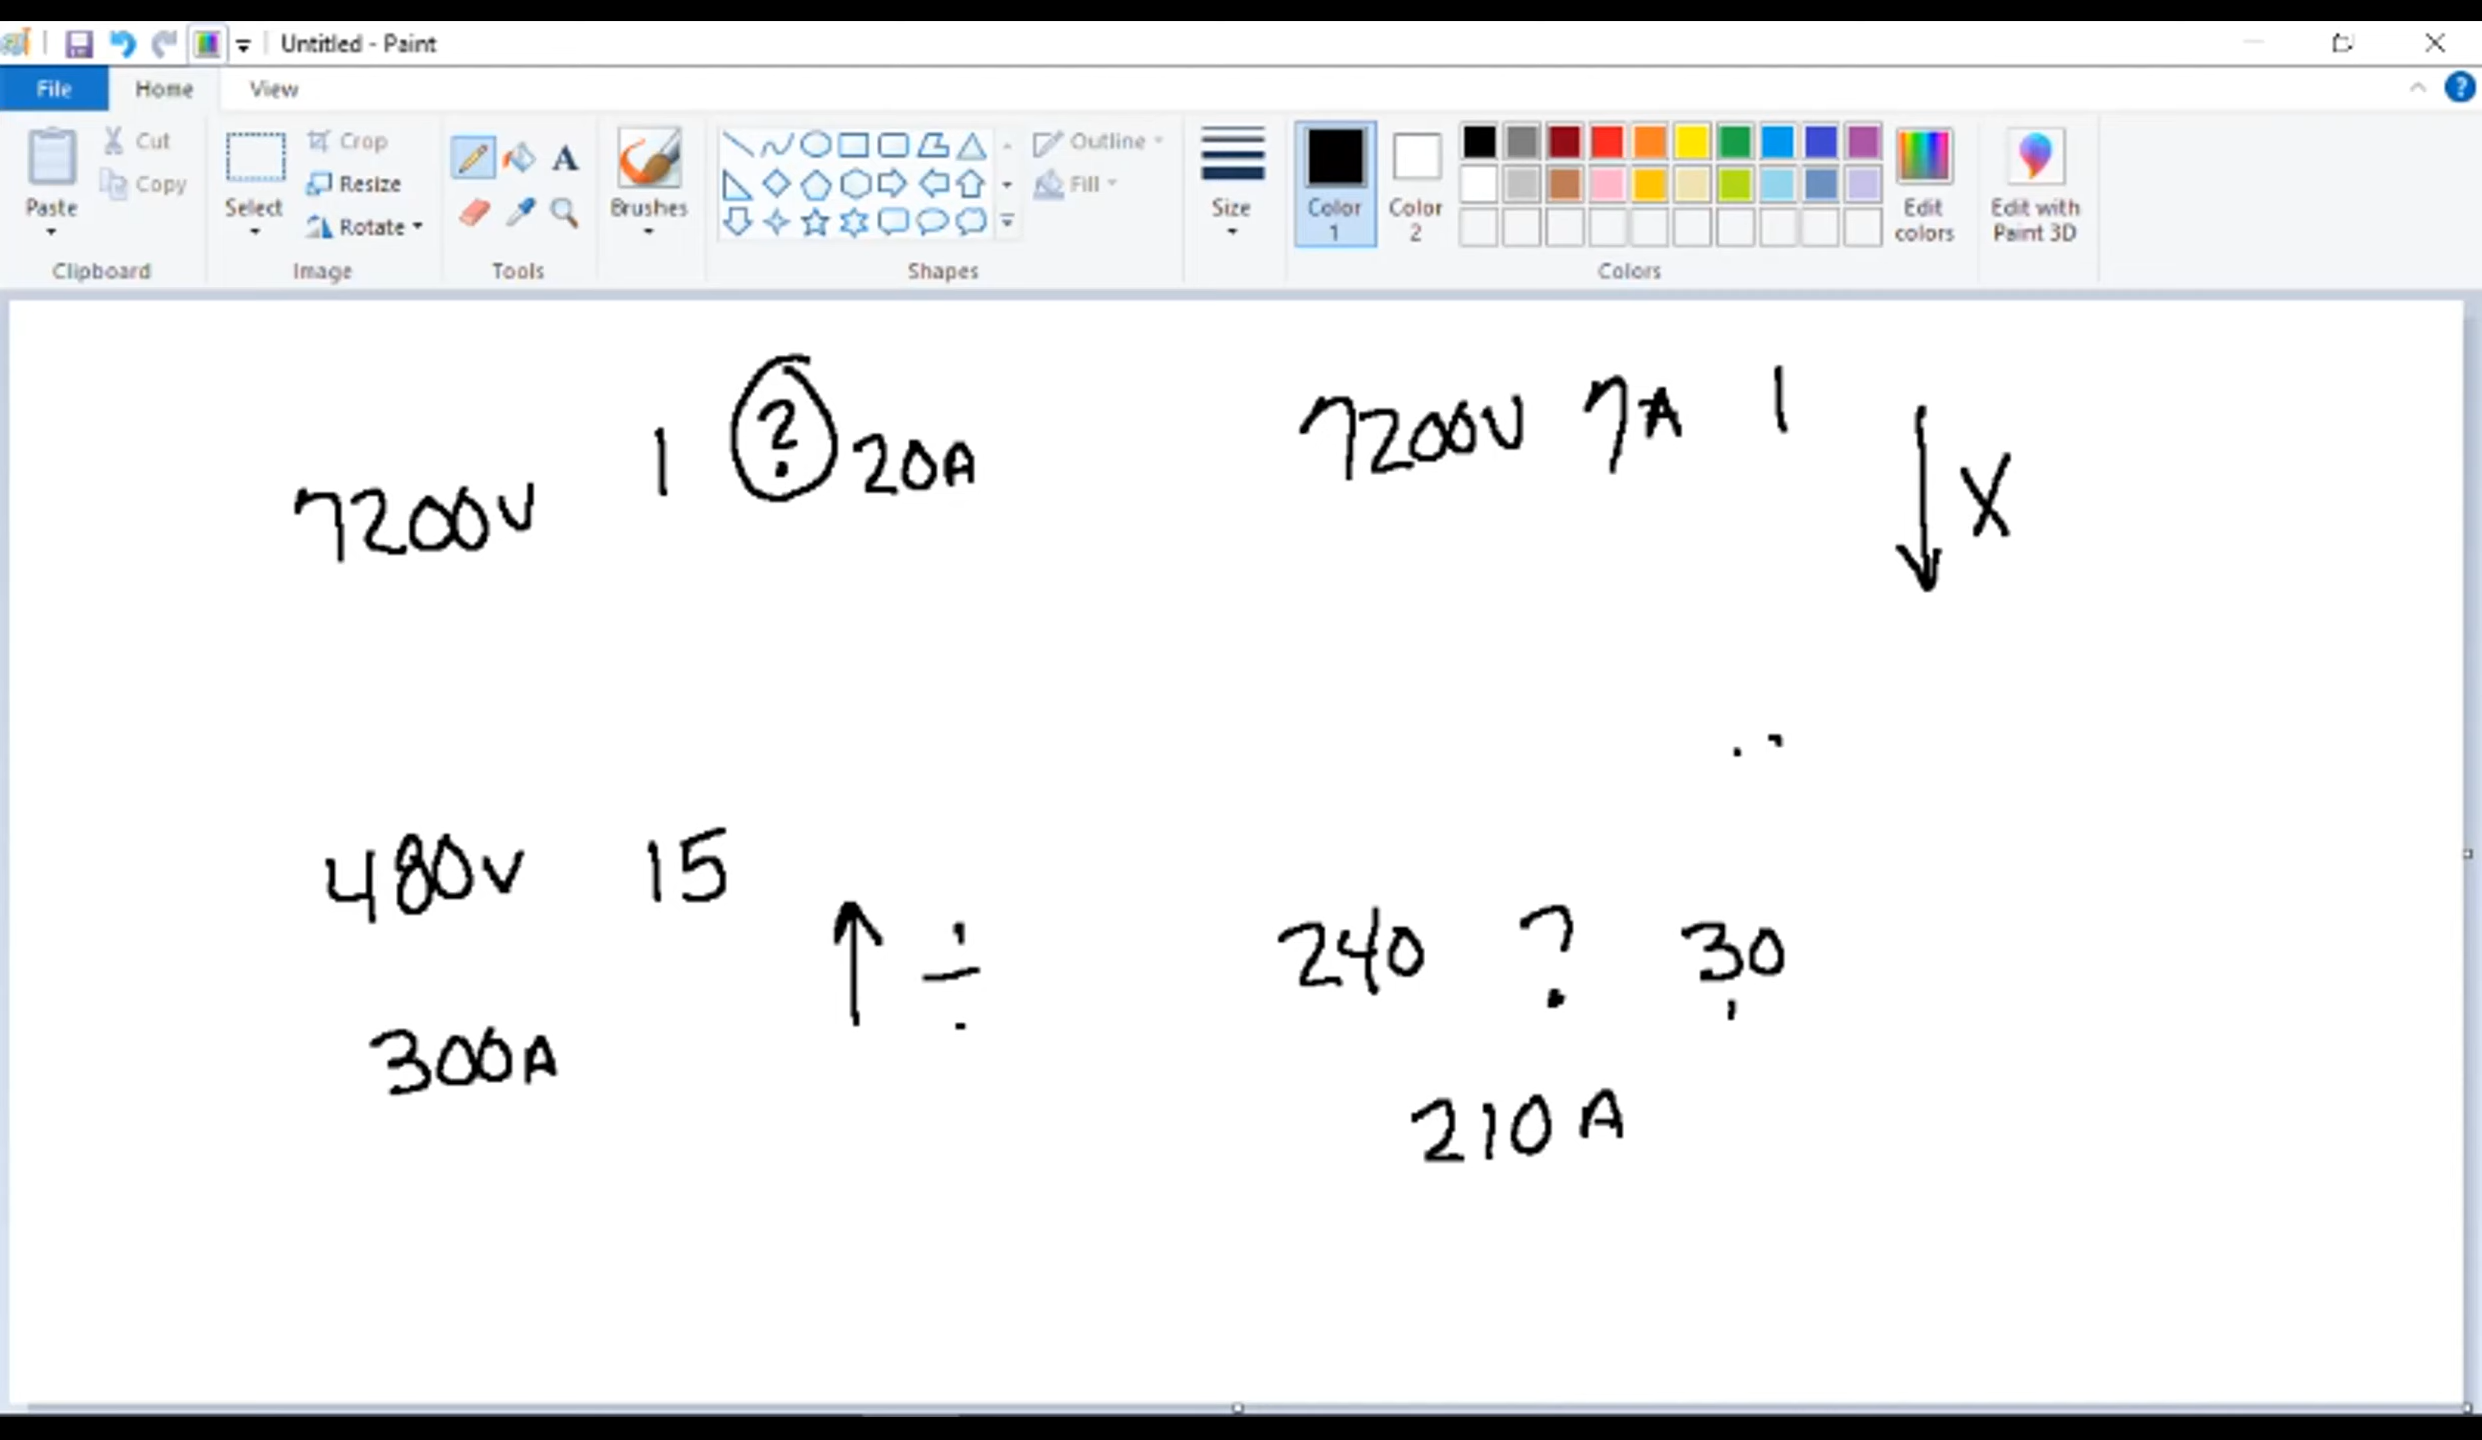 Untitled - Paint
File Home View
Paste Cut Copy Select Crop Resize Rotate A Brushes Outline Fill Size Color 1 Color 2 Edit colors Edit with Paint 3D
Clipboard Image Tools Shapes Colors
7200V 1 ? 20A
7200V 7A 1
X
480V 15
÷
300A
240 ? 30
210 A